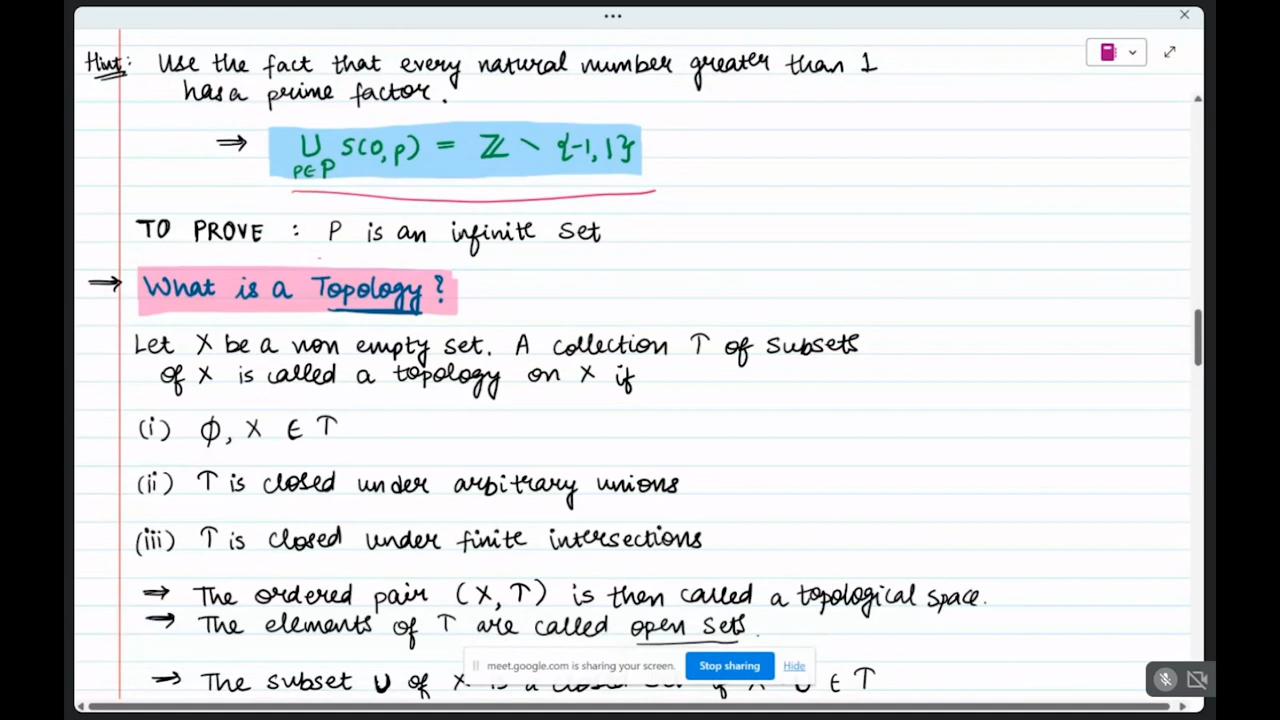 Hint: Use the fact that every natural number greater than 1
has a prime factor.
⇒ ∪ S(0,p) = ℤ \ {-1, 1}
p∈P
TO PROVE : P is an infinite set
⇒ What is a Topology?
Let X be a non empty set. A collection T of subsets
of X is called a topology on X if
(i) ϕ, X ∈ T
(ii) T is closed under arbitrary unions
(iii) T is closed under finite intersections
⇒ The ordered pair (X, T) is then called a topological space.
⇒ The elements of T are called open sets.
meet.google.com is sharing your screen. Stop sharing Hide
⇒ The subset U of X is a closed ∈ T